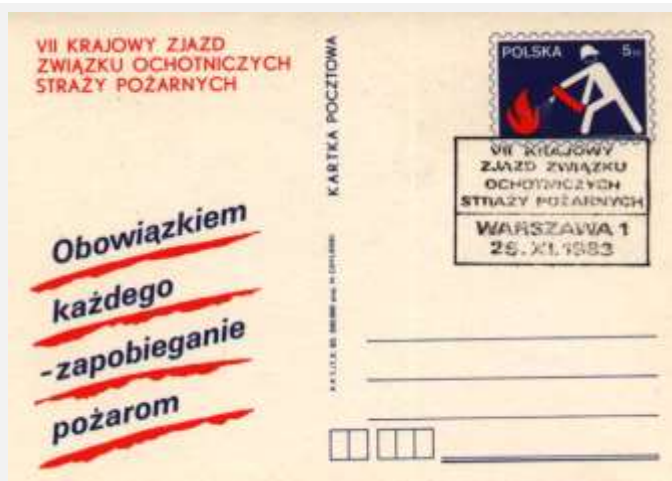 VII KRAJOWY ZJAZD
ZWIĄZKU OCHOTNICZYCH
STRAŻY POŻARNYCH
Obowiązkiem
każdego
-zapobieganie
pożarom
KARTKA POCZTOWA
POLSKA 5
VII KRAJOWY
ZJAZD ZWIĄZKU
OCHOTNICZYCH
STRAŻY POŻARNYCH
WARSZAWA 1
26.XI.1983